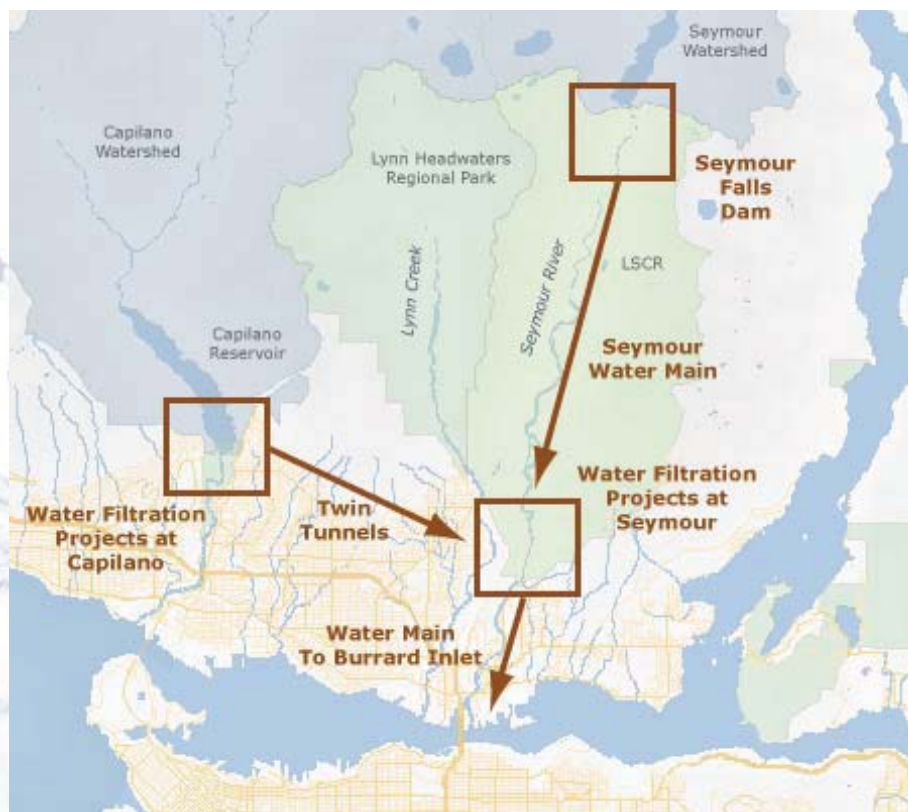 Seymour
Watershed
Capilano
Watershed
Lynn Headwaters
Regional Park
Seymour
Falls
Dam
Lynn Creek
Seymour River
LSCR
Capilano
Reservoir
Seymour
Water Main
Water Filtration
Projects at
Seymour
Twin
Tunnels
Water Filtration
Projects at
Capilano
Water Main
To Burrard Inlet